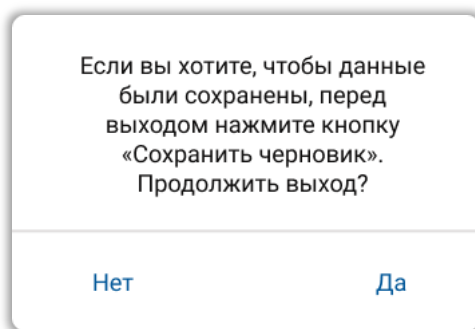 Если вы хотите, чтобы данные
были сохранены, перед
выходом нажмите кнопку
«Сохранить черновик».
Продолжить выход?
Нет
Да